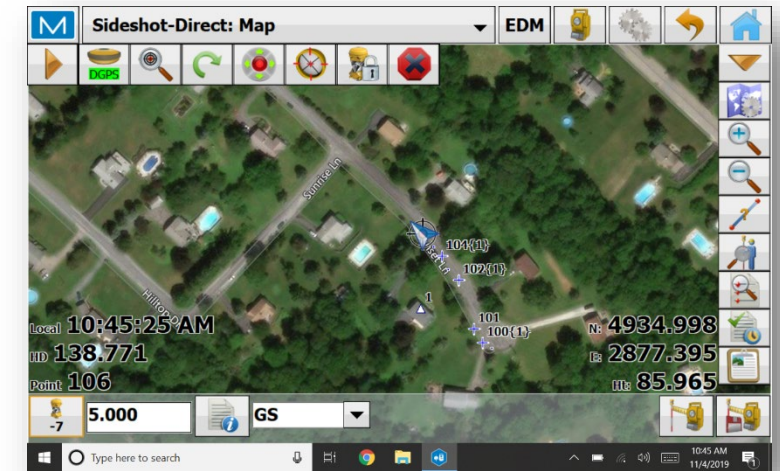 M Sideshot-Direct: Map EDM
DGPS
Sunrise Ln
104{1}
102{1}
1
101
100{1}
Hilltop D
Local 10:45:25 AM
HD 138.771
Point 106
N: 4934.998
E: 2877.395
Ht: 85.965
-7 5.000 GS
Type here to search
10:45 AM
11/4/2019
1